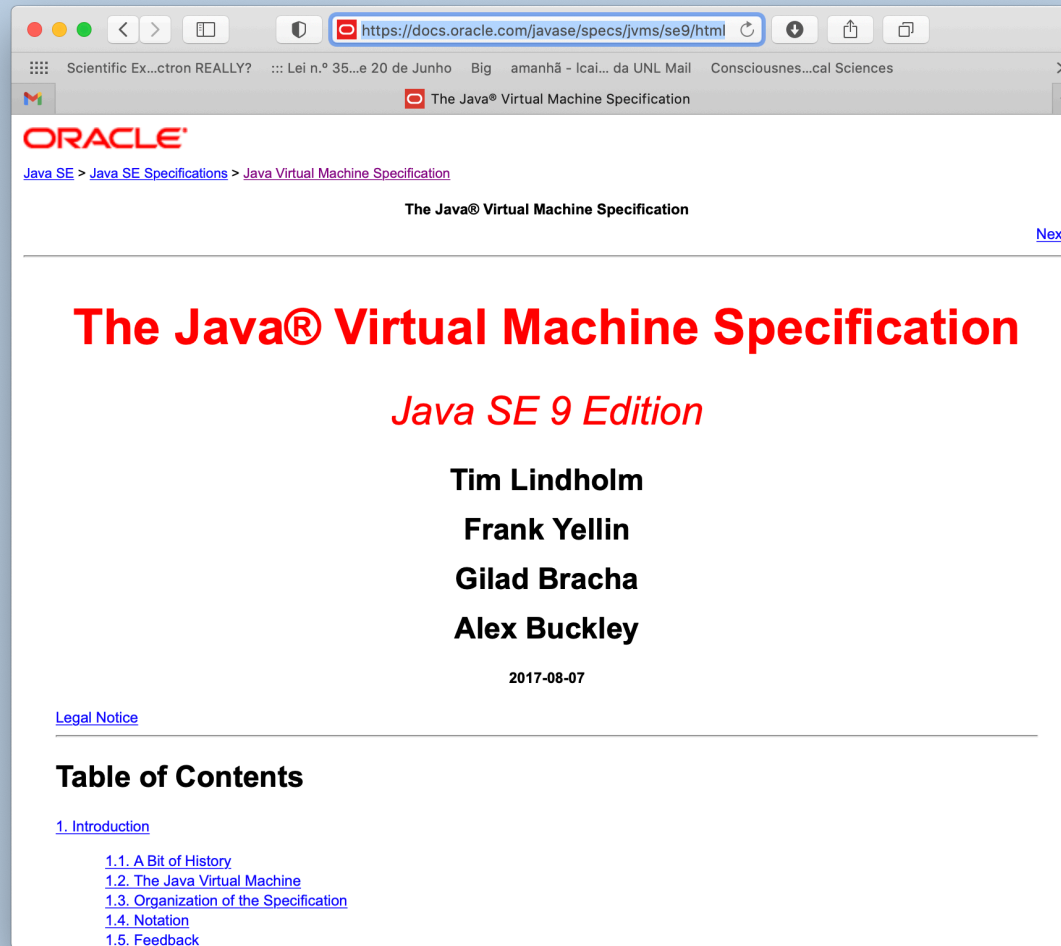 https://docs.oracle.com/javase/specs/jvms/se9/html
Scientific Ex...ctron REALLY? ::: Lei n.º 35...e 20 de Junho Big amanhã - Icai... da UNL Mail Consciousnes...cal Sciences
The Java® Virtual Machine Specification
ORACLE®
Java SE > Java SE Specifications > Java Virtual Machine Specification
The Java® Virtual Machine Specification
Nex
The Java® Virtual Machine Specification
Java SE 9 Edition
Tim Lindholm
Frank Yellin
Gilad Bracha
Alex Buckley
2017-08-07
Legal Notice
Table of Contents
1. Introduction
1.1. A Bit of History
1.2. The Java Virtual Machine
1.3. Organization of the Specification
1.4. Notation
1.5. Feedback